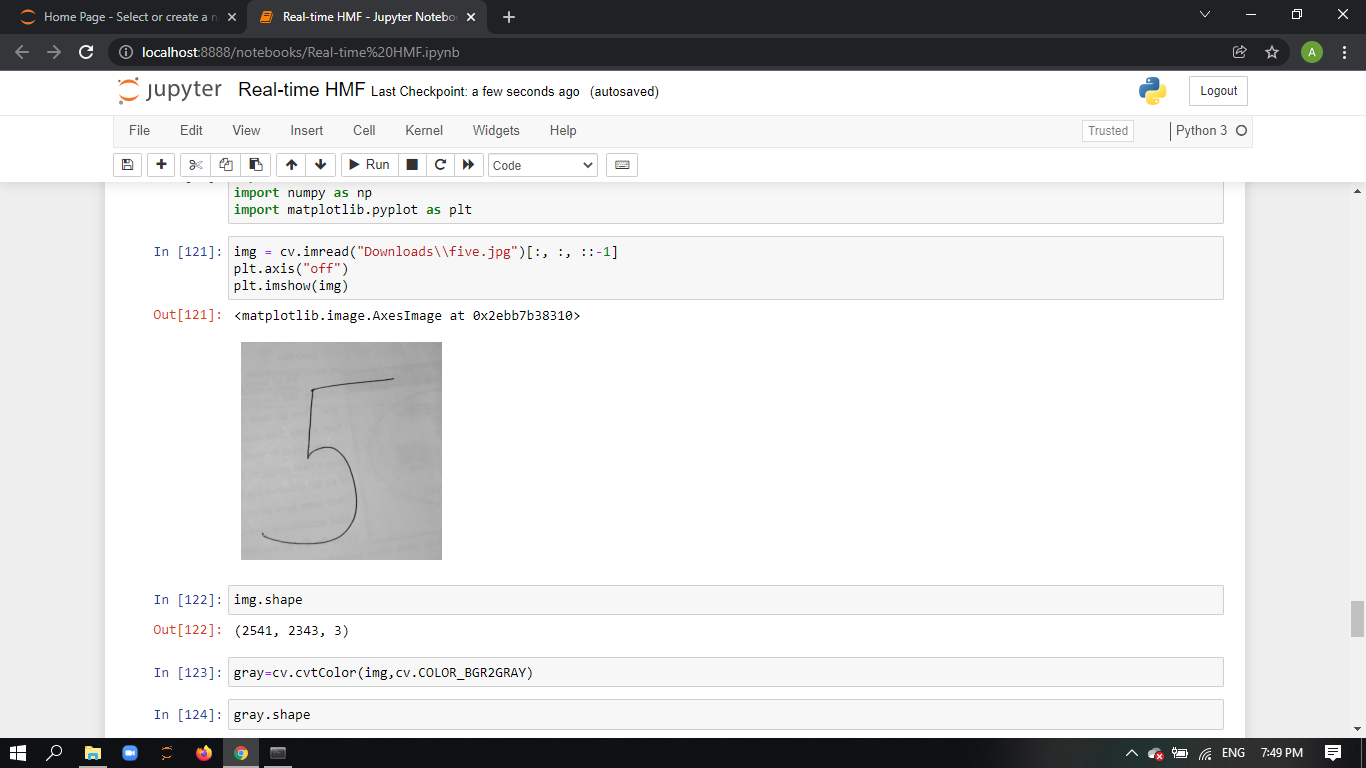 Home Page - Select or create a n
Real-time HMF - Jupyter Notebo
localhost:8888/notebooks/Real-time%20HMF.ipynb
A
jupyter Real-time HMF Last Checkpoint: a few seconds ago (autosaved)
Logout
File Edit View Insert Cell Kernel Widgets Help
Trusted
Python 3
Run
Code
import numpy as np
import matplotlib.pyplot as plt
In [121]: img = cv.imread("Downloads\\five.jpg")[:, :, ::-1]
plt.axis("off")
plt.imshow(img)
Out[121]: <matplotlib.image.AxesImage at 0x2ebb7b38310>
5
In [122]: img.shape
Out[122]: (2541, 2343, 3)
In [123]: gray=cv.cvtColor(img,cv.COLOR_BGR2GRAY)
In [124]: gray.shape
ENG 7:49 PM